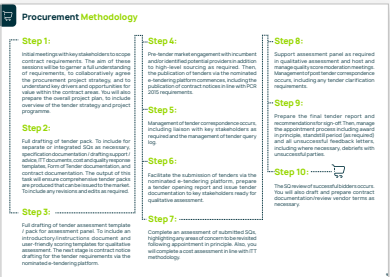 Procurement Methodology
Step 1:
Initial meetings with key stakeholders to scope
contract requirements. The aim of these
sessions will be to garner a full understanding
of requirements, to collaboratively agree
the procurement project strategy, and to
understand key drivers and opportunities for
value within the contract areas. You will also
prepare the overall project plan, to include
overview of the tender strategy and project
programme.
Step 2:
Full drafting of tender pack. To include for
separate or integrated SQs as necessary,
specification documentation / drafting support /
advice, ITT documents, cost and quality response
templates, Form of Tender documentation, and
contract documentation. The output of this
task will ensure comprehensive tender packs
are produced that can be issued to the market.
To include any revisions and edits as required.
Step 3:
Full drafting of tender assessment template
/ pack for assessment panel. To include an
introductory/instructions document and
user-friendly scoring templates for qualitative
assessment. The next stage is contract notice
drafting for the tender requirements via the
nominated e-tendering platform.
Step 4:
Pre-tender market engagement with incumbent
and/or identified potential providers in addition
to high-level sourcing as required. Then,
the publication of tenders via the nominated
e-tendering platform commences, including the
publication of contract notices in line with PCR
2015 requirements.
Step 5:
Management of tender correspondence occurs,
including liaison with key stakeholders as
required and the management of tender query
log.
Step 6:
Facilitate the submission of tenders via the
nominated e-tendering platform, prepare
a tender opening report and issue tender
documentation to key stakeholders ready for
qualitative assessment.
Step 7:
Complete an assessment of submitted SQs,
highlighting any areas of concern to be revisited
following appointment in principle. Also, you
will complete a cost assessment in line with ITT
methodology.
Step 8:
Support assessment panel as required
in qualitative assessment and host and
manage quality score moderation meetings.
Management of post tender correspondence
occurs, including any tender clarification
requirements.
Step 9:
Prepare the final tender report and
recommendations for sign-off. Then, manage
the appointment process including award
in principle, standstill period (as required)
and all unsuccessful feedback letters,
including where necessary, debriefs with
unsuccessful parties.
Step 10:
The SQ review of successful bidders occurs.
You will also draft and prepare contract
documentation/review vendor terms as
necessary.